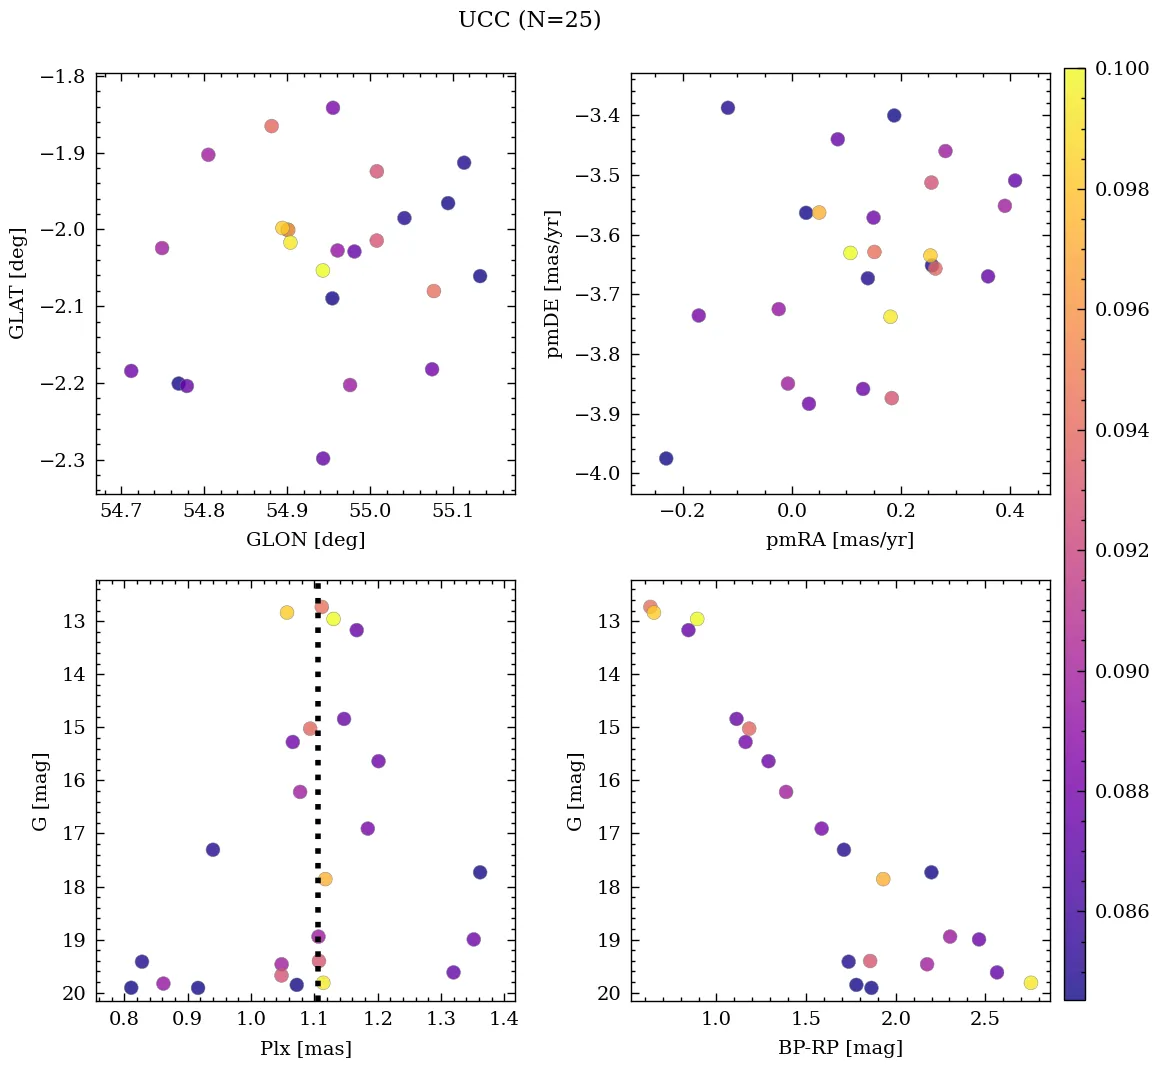 UCC (N=25)
−1.8
−1.9
−2.0
−2.1
−2.2
−2.3
GLAT [deg]
54.7 54.8 54.9 55.0 55.1
GLON [deg]
−3.4
−3.5
−3.6
−3.7
−3.8
−3.9
−4.0
pmDE [mas/yr]
−0.2 0.0 0.2 0.4
pmRA [mas/yr]
13
14
15
16
17
18
19
20
G [mag]
0.8 0.9 1.0 1.1 1.2 1.3 1.4
Plx [mas]
13
14
15
16
17
18
19
20
G [mag]
1.0 1.5 2.0 2.5
BP-RP [mag]
0.100
0.098
0.096
0.094
0.092
0.090
0.088
0.086